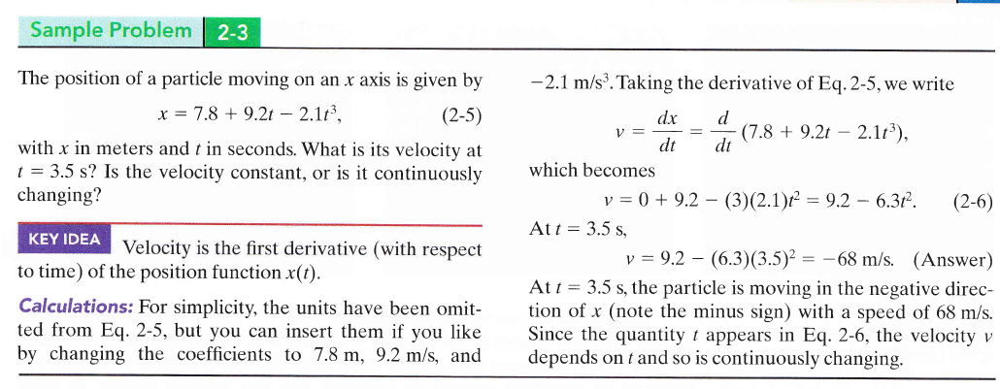 Sample Problem 2-3
The position of a particle moving on an x axis is given by
x = 7.8 + 9.2t − 2.1t³, (2-5)
with x in meters and t in seconds. What is its velocity at
t = 3.5 s? Is the velocity constant, or is it continuously
changing?
KEY IDEA Velocity is the first derivative (with respect
to time) of the position function x(t).
Calculations: For simplicity, the units have been omit-
ted from Eq. 2-5, but you can insert them if you like
by changing the coefficients to 7.8 m, 9.2 m/s, and
−2.1 m/s³. Taking the derivative of Eq. 2-5, we write
v = dx/dt = d/dt (7.8 + 9.2t − 2.1t³),
which becomes
v = 0 + 9.2 − (3)(2.1)t² = 9.2 − 6.3t². (2-6)
At t = 3.5 s,
v = 9.2 − (6.3)(3.5)² = −68 m/s. (Answer)
At t = 3.5 s, the particle is moving in the negative direc-
tion of x (note the minus sign) with a speed of 68 m/s.
Since the quantity t appears in Eq. 2-6, the velocity v
depends on t and so is continuously changing.